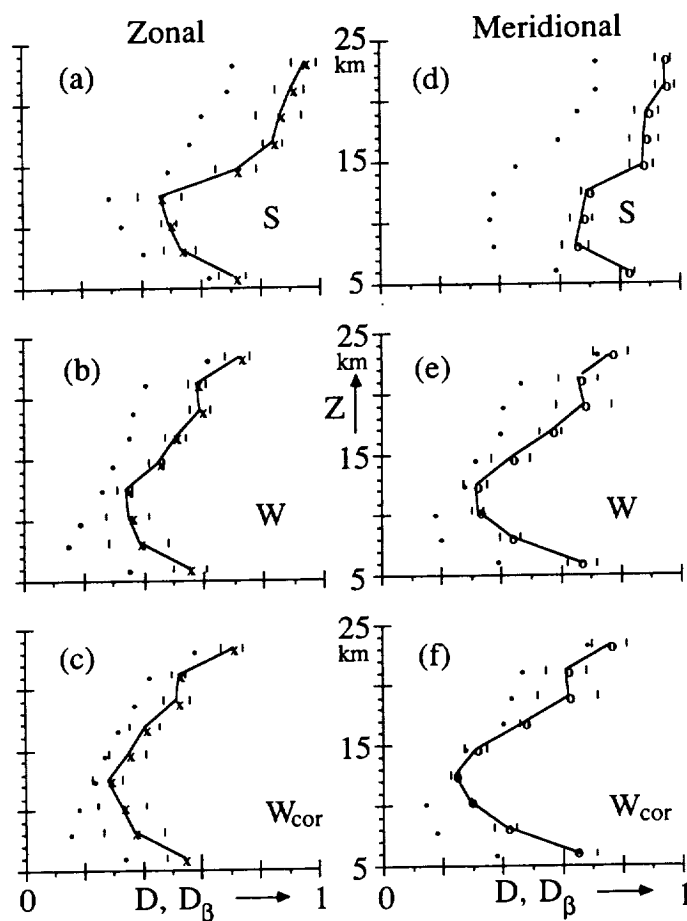 Zonal Meridional
25
km
(a) (d)
15
S S
5
25
km
(b) (e)
Z
15
W W
5
25
km
(c) (f)
15
W_cor W_cor
5
0 D, D_β → 1 0 D, D_β → 1